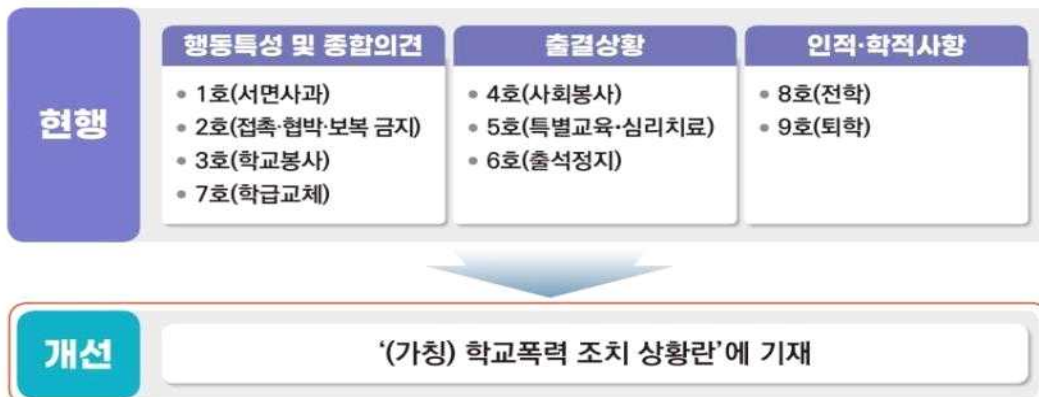 현행
행동특성 및 종합의견
• 1호(서면사과)
• 2호(접촉·협박·보복 금지)
• 3호(학교봉사)
• 7호(학급교체)
출결상황
• 4호(사회봉사)
• 5호(특별교육·심리치료)
• 6호(출석정지)
인적·학적사항
• 8호(전학)
• 9호(퇴학)
개선
‘(가칭) 학교폭력 조치 상황란’에 기재